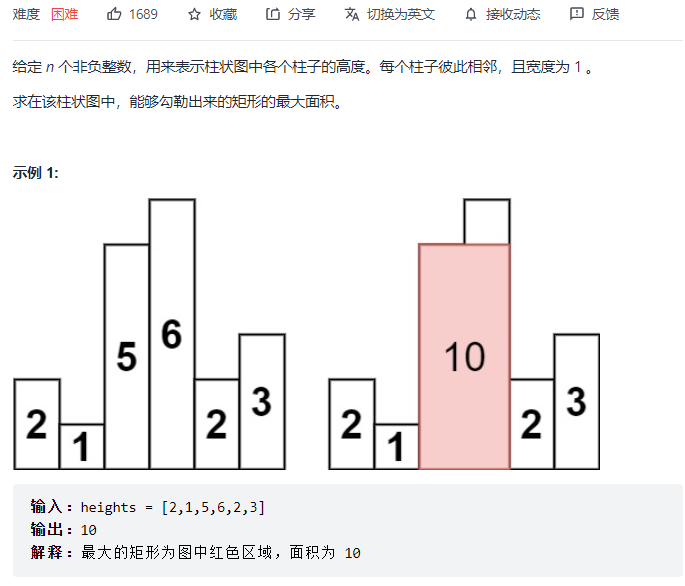 难度 困难 1689 收藏 分享 切换为英文 接收动态 反馈
给定 n 个非负整数，用来表示柱状图中各个柱子的高度。每个柱子彼此相邻，且宽度为 1 。
求在该柱状图中，能够勾勒出来的矩形的最大面积。
示例 1:
2 1 5 6 2 3
2 1 10 2 3
输入：heights = [2,1,5,6,2,3]
输出：10
解释：最大的矩形为图中红色区域，面积为 10